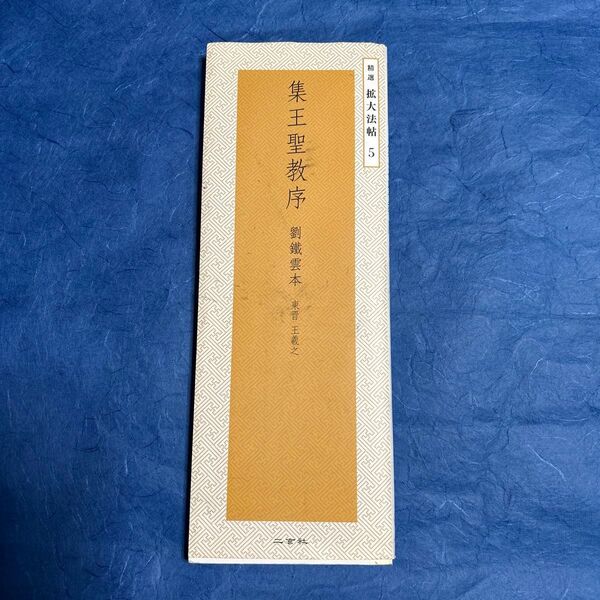 精選 拡大法帖 5
集王聖教序
劉鐵雲本
東晋 王羲之
二玄社